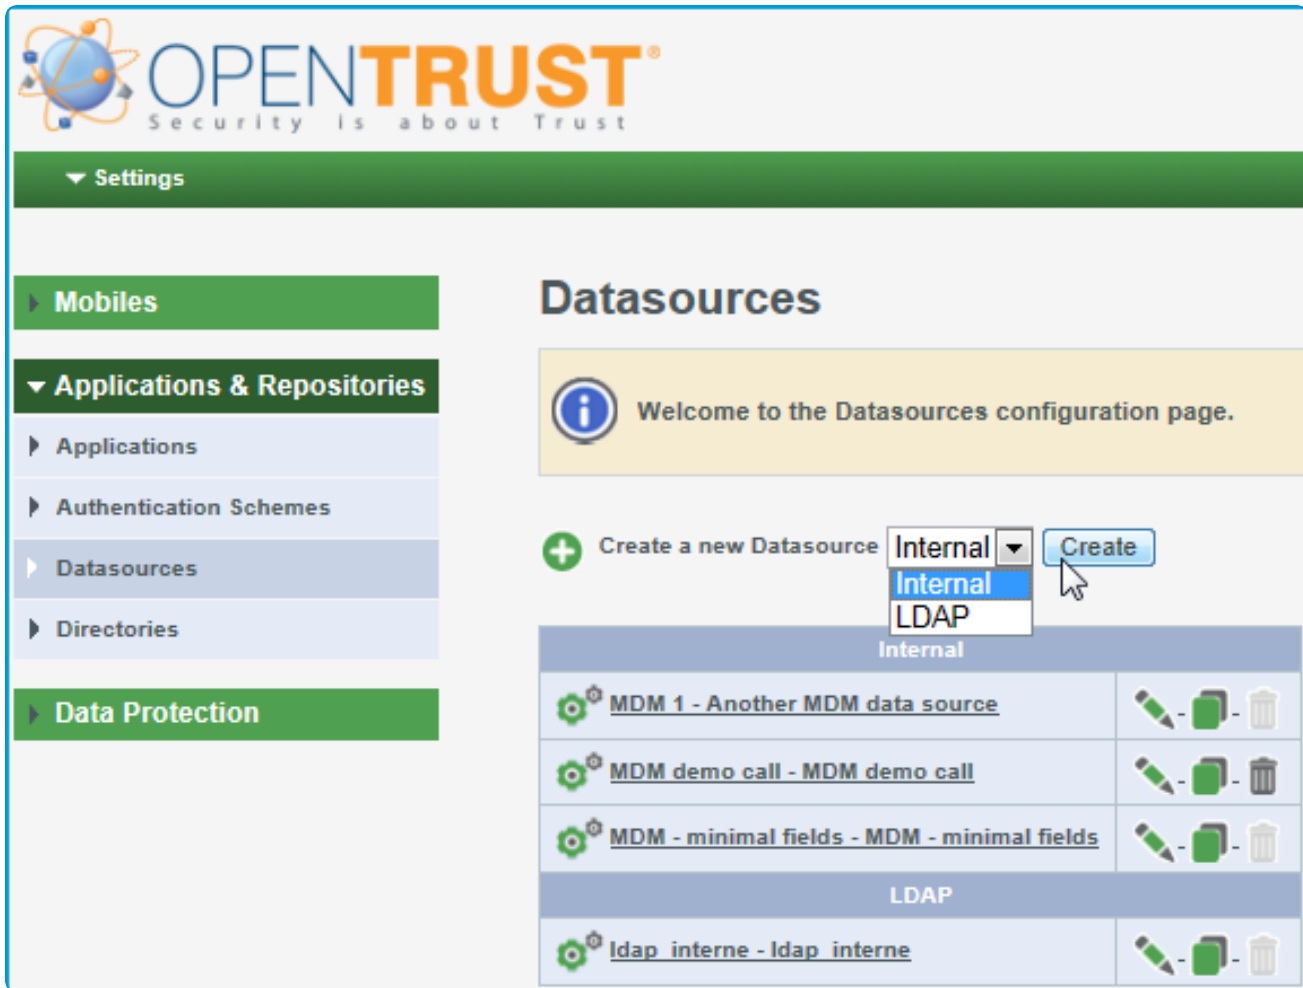 OPENTRUST®
Security is about Trust
Settings
Mobiles
Applications & Repositories
Applications
Authentication Schemes
Datasources
Directories
Data Protection
Datasources
Welcome to the Datasources configuration page.
Create a new Datasource Internal Create
Internal
LDAP
Internal
MDM 1 - Another MDM data source
MDM demo call - MDM demo call
MDM - minimal fields - MDM - minimal fields
LDAP
ldap_interne - ldap_interne